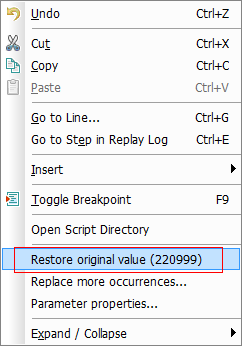 Undo Ctrl+Z
Cut Ctrl+X
Copy Ctrl+C
Paste Ctrl+V
Go to Line... Ctrl+G
Go to Step in Replay Log Ctrl+E
Insert
Toggle Breakpoint F9
Open Script Directory
Restore original value (220999)
Replace more occurrences...
Parameter properties...
Expand / Collapse